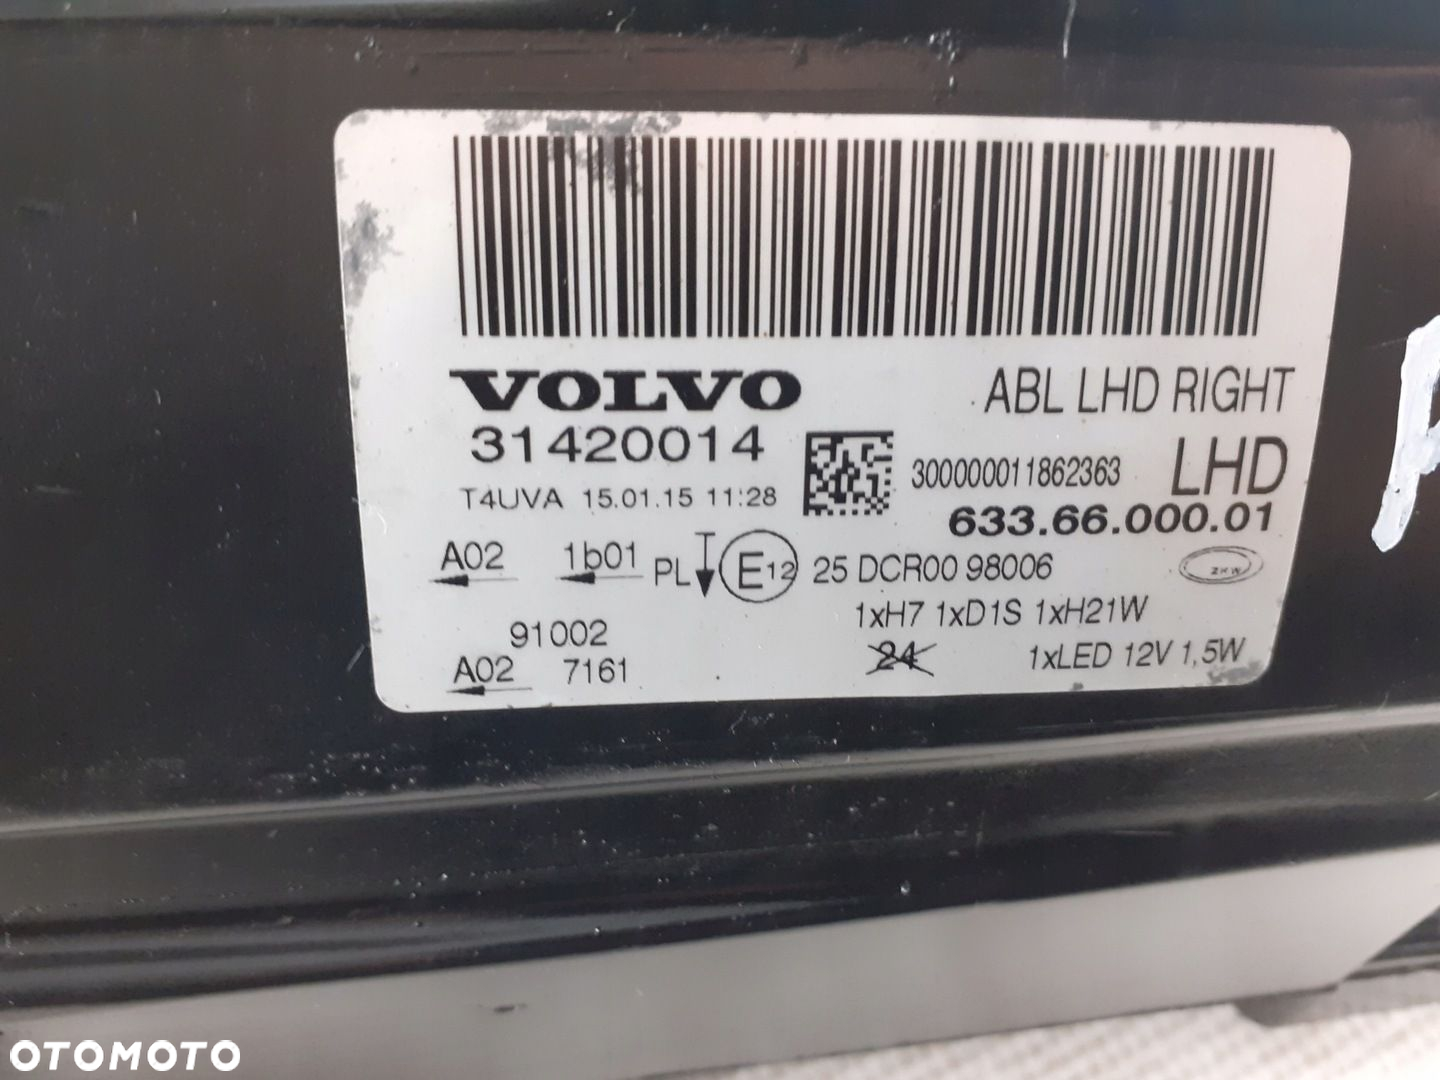 VOLVO
ABL LHD RIGHT
31420014
300000011862363
LHD
T4UVA 15.01.15 11:28
633.66.000.01
A02 1b01 PL E12 25 DCR00 98006
ZKW
1xH7 1xD1S 1xH21W
91002
24
1xLED 12V 1,5W
A02 7161
OTOMOTO